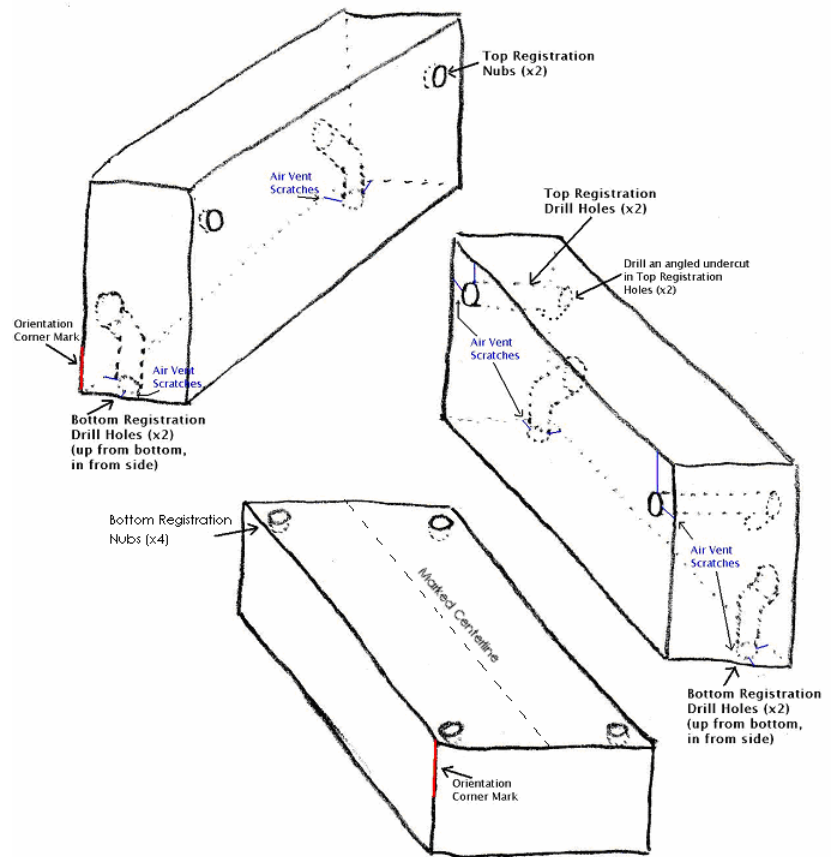 Top Registration
Nubs (x2)
Air Vent
Scratches
Top Registration
Drill Holes (x2)
Drill an angled undercut
in Top Registration
Holes (x2)
Orientation
Corner Mark
Air Vent
Scratches
Air Vent
Scratches
Bottom Registration
Drill Holes (x2)
(up from bottom,
in from side)
Bottom Registration
Nubs (x4)
Marked Centerline
Air Vent
Scratches
Bottom Registration
Drill Holes (x2)
(up from bottom,
in from side)
Orientation
Corner Mark